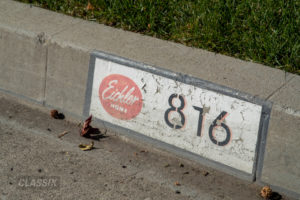 Eichler
HOME
816
CLASSIX